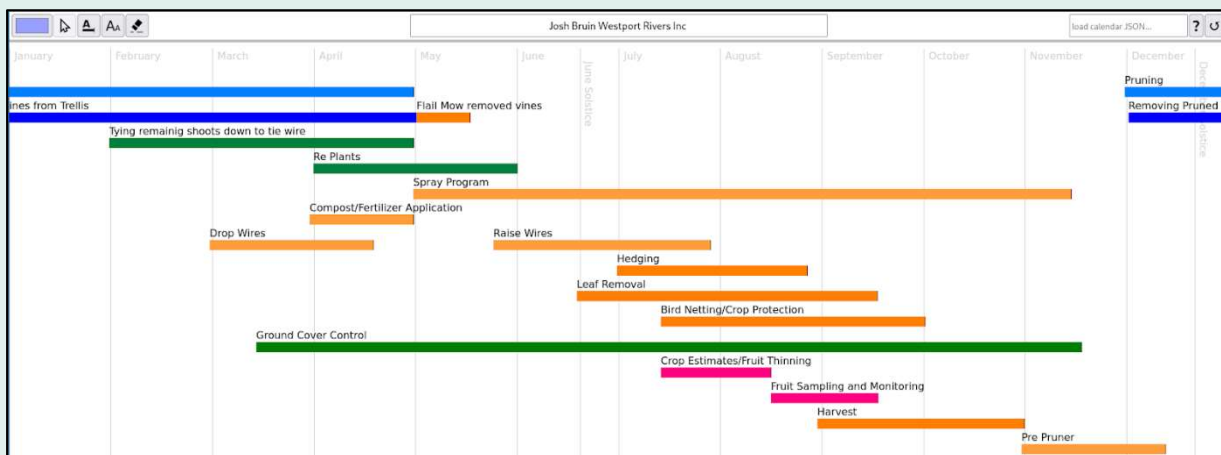 Josh Bruin Westport Rivers Inc
load calendar JSON...
?
January February March April May June July August September October November December
June Solstice
December Solstice
Pruning
ines from Trellis
Flail Mow removed vines
Removing Pruned
Tying remainig shoots down to tie wire
Re Plants
Spray Program
Compost/Fertilizer Application
Drop Wires
Raise Wires
Hedging
Leaf Removal
Bird Netting/Crop Protection
Ground Cover Control
Crop Estimates/Fruit Thinning
Fruit Sampling and Monitoring
Harvest
Pre Pruner